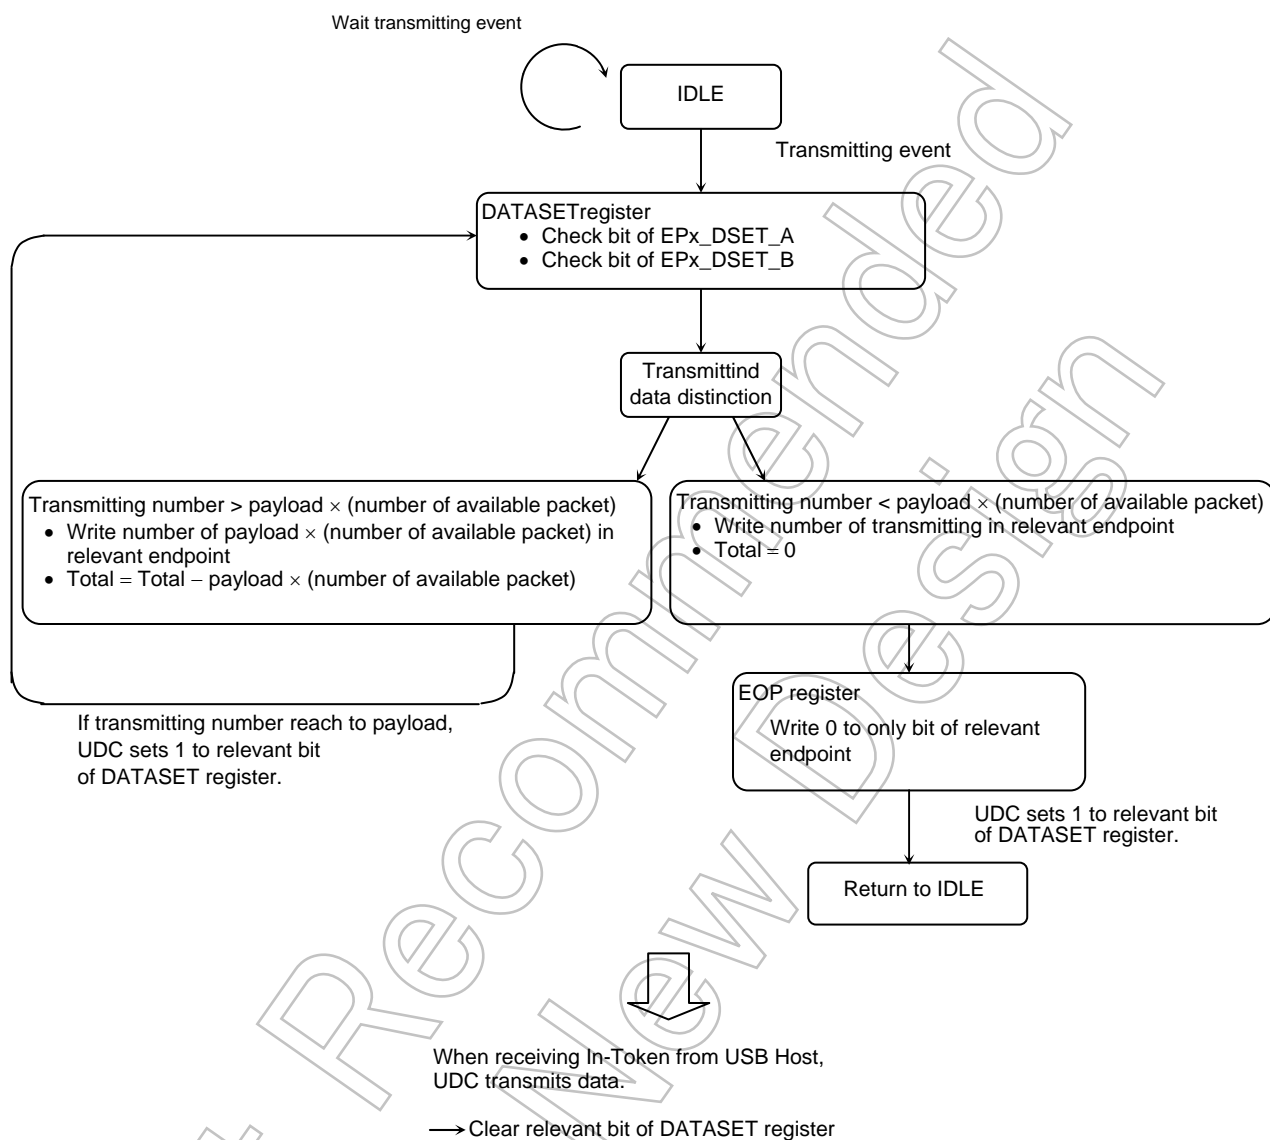 Wait transmitting event
IDLE
Transmitting event
DATASETregister
• Check bit of EPx_DSET_A
• Check bit of EPx_DSET_B
Transmittind
data distinction
Transmitting number > payload × (number of available packet)
• Write number of payload × (number of available packet) in
relevant endpoint
• Total = Total − payload × (number of available packet)
Transmitting number < payload × (number of available packet)
• Write number of transmitting in relevant endpoint
• Total = 0
If transmitting number reach to payload,
UDC sets 1 to relevant bit
of DATASET register.
EOP register
Write 0 to only bit of relevant
endpoint
UDC sets 1 to relevant bit
of DATASET register.
Return to IDLE
When receiving In-Token from USB Host,
UDC transmits data.
Clear relevant bit of DATASET register
Recommended
New Design